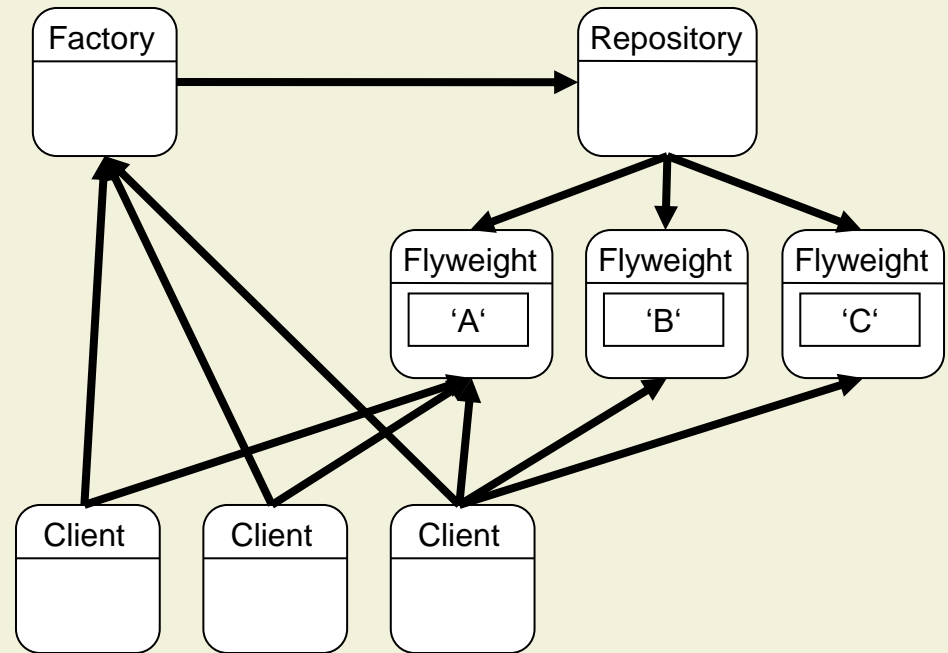 Factory
Repository
Flyweight
Flyweight
Flyweight
‘A‘
‘B‘
‘C‘
Client
Client
Client